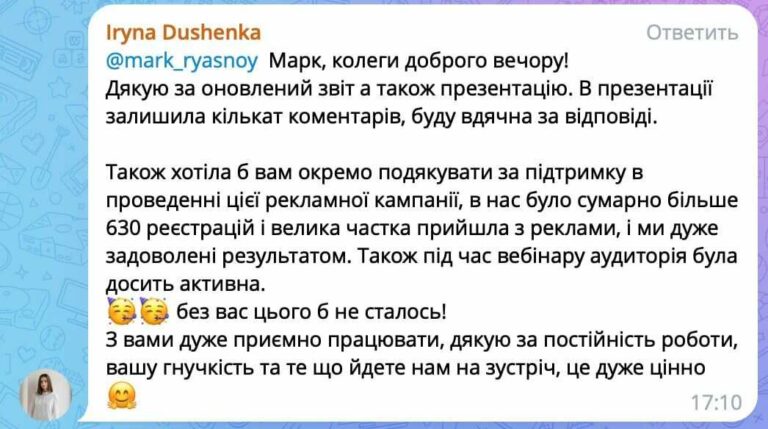 Iryna Dushenka
Ответить
@mark_ryasnoy Марк, колеги доброго вечору!
Дякую за оновлений звіт а також презентацію. В презентації
залишила кількат коментарів, буду вдячна за відповіді.
Також хотіла б вам окремо подякувати за підтримку в
проведенні цієї рекламної кампанії, в нас було сумарно більше
630 реєстрацій і велика частка прийшла з реклами, і ми дуже
задоволені результатом. Також під час вебінару аудиторія була
досить активна.
🥳🥳 без вас цього б не сталось!
З вами дуже приємно працювати, дякую за постійність роботи,
вашу гнучкість та те що йдете нам на зустріч, це дуже цінно
🤗
17:10